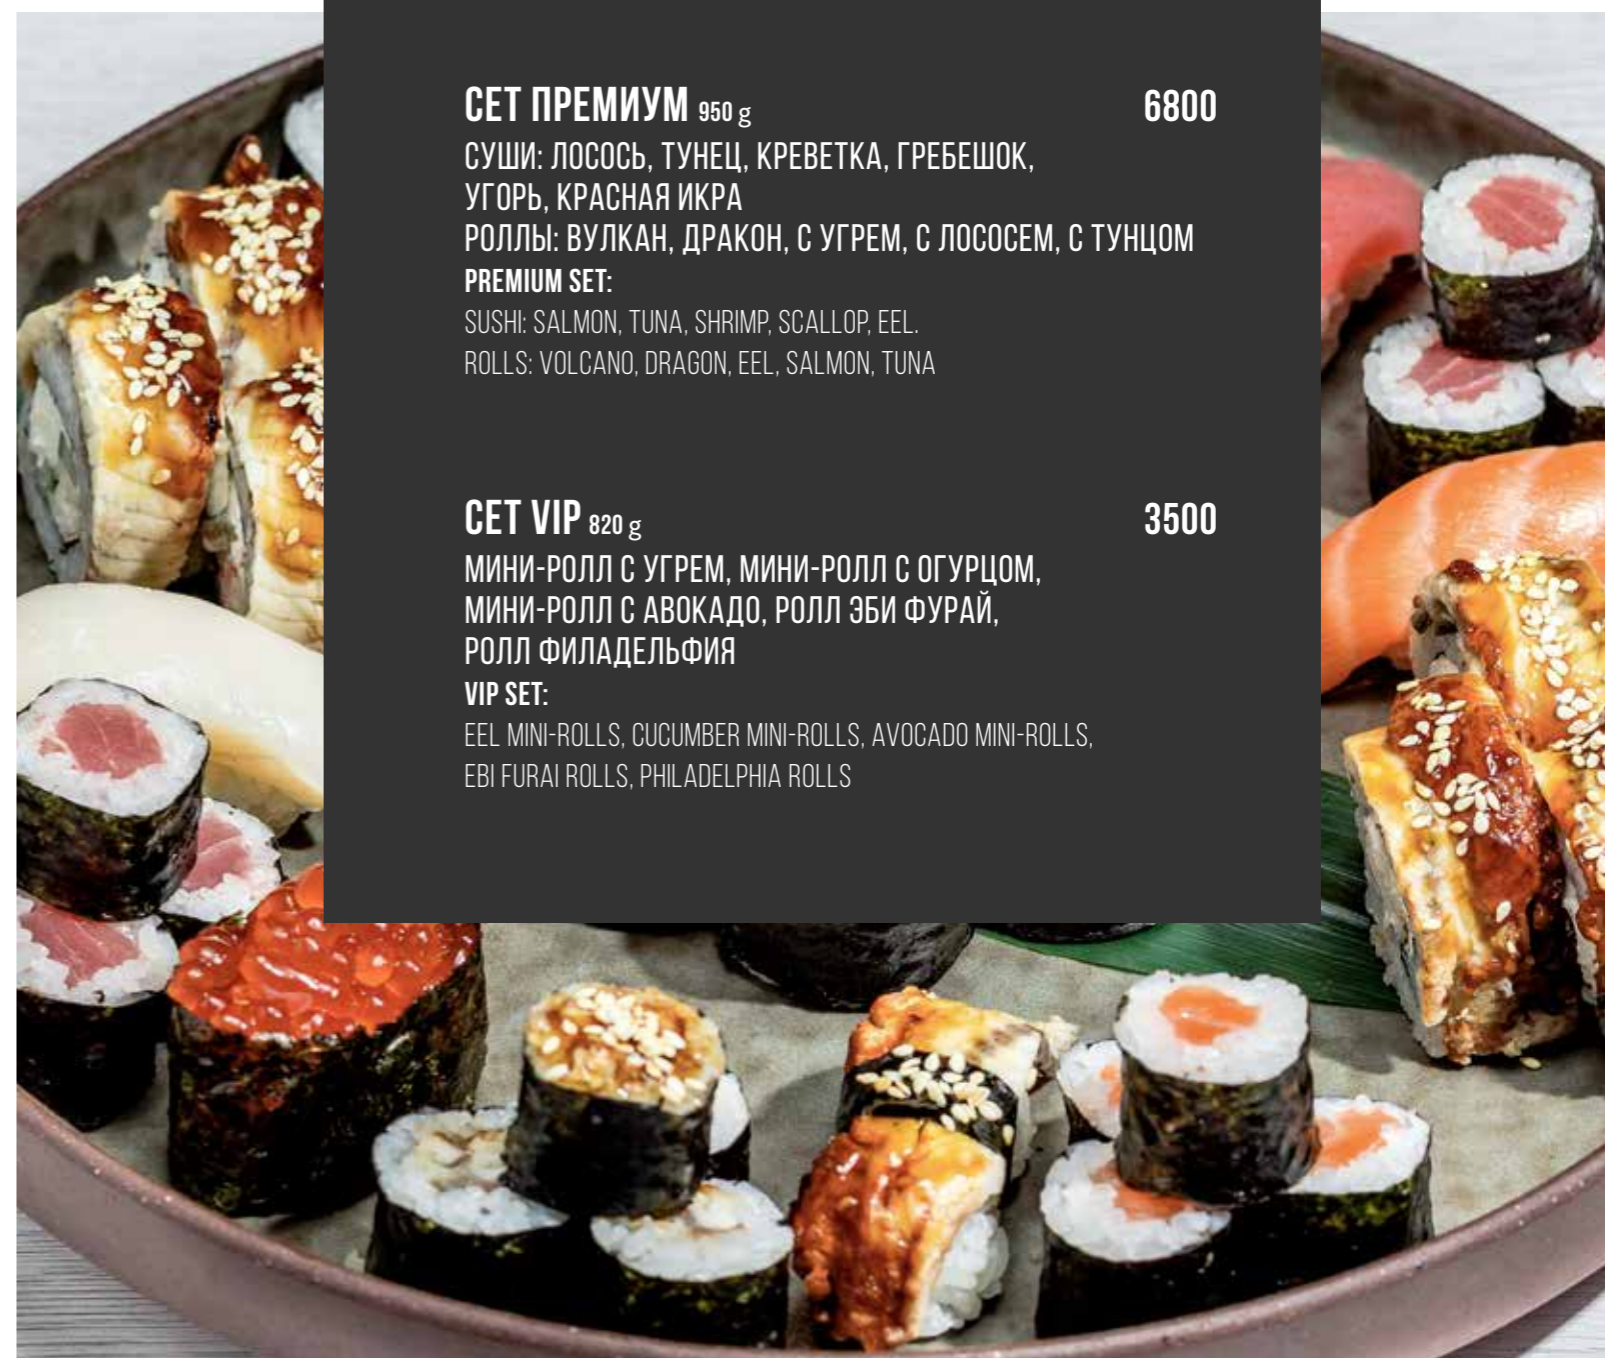 СЕТ ПРЕМИУМ 950 g 6800
СУШИ: ЛОСОСЬ, ТУНЕЦ, КРЕВЕТКА, ГРЕБЕШОК,
УГОРЬ, КРАСНАЯ ИКРА
РОЛЛЫ: ВУЛКАН, ДРАКОН, С УГРЕМ, С ЛОСОСЕМ, С ТУНЦОМ
PREMIUM SET:
SUSHI: SALMON, TUNA, SHRIMP, SCALLOP, EEL.
ROLLS: VOLCANO, DRAGON, EEL, SALMON, TUNA
СЕТ VIP 820 g 3500
МИНИ-РОЛЛ С УГРЕМ, МИНИ-РОЛЛ С ОГУРЦОМ,
МИНИ-РОЛЛ С АВОКАДО, РОЛЛ ЭБИ ФУРАЙ,
РОЛЛ ФИЛАДЕЛЬФИЯ
VIP SET:
EEL MINI-ROLLS, CUCUMBER MINI-ROLLS, AVOCADO MINI-ROLLS,
EBI FURAI ROLLS, PHILADELPHIA ROLLS